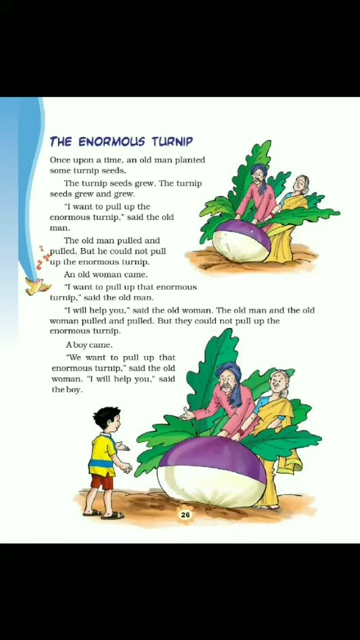 THE ENORMOUS TURNIP
Once upon a time, an old man planted
some turnip seeds.
The turnip seeds grew. The turnip
seeds grew and grew.
"I want to pull up the
enormous turnip," said the old
man.
The old man pulled and
pulled. But he could not pull
up the enormous turnip.
An old woman came.
"I want to pull up that enormous
turnip," said the old man.
"I will help you," said the old woman. The old man and the old
woman pulled and pulled. But they could not pull up the
enormous turnip.
A boy came.
"We want to pull up that
enormous turnip," said the old
woman. "I will help you," said
the boy.
26